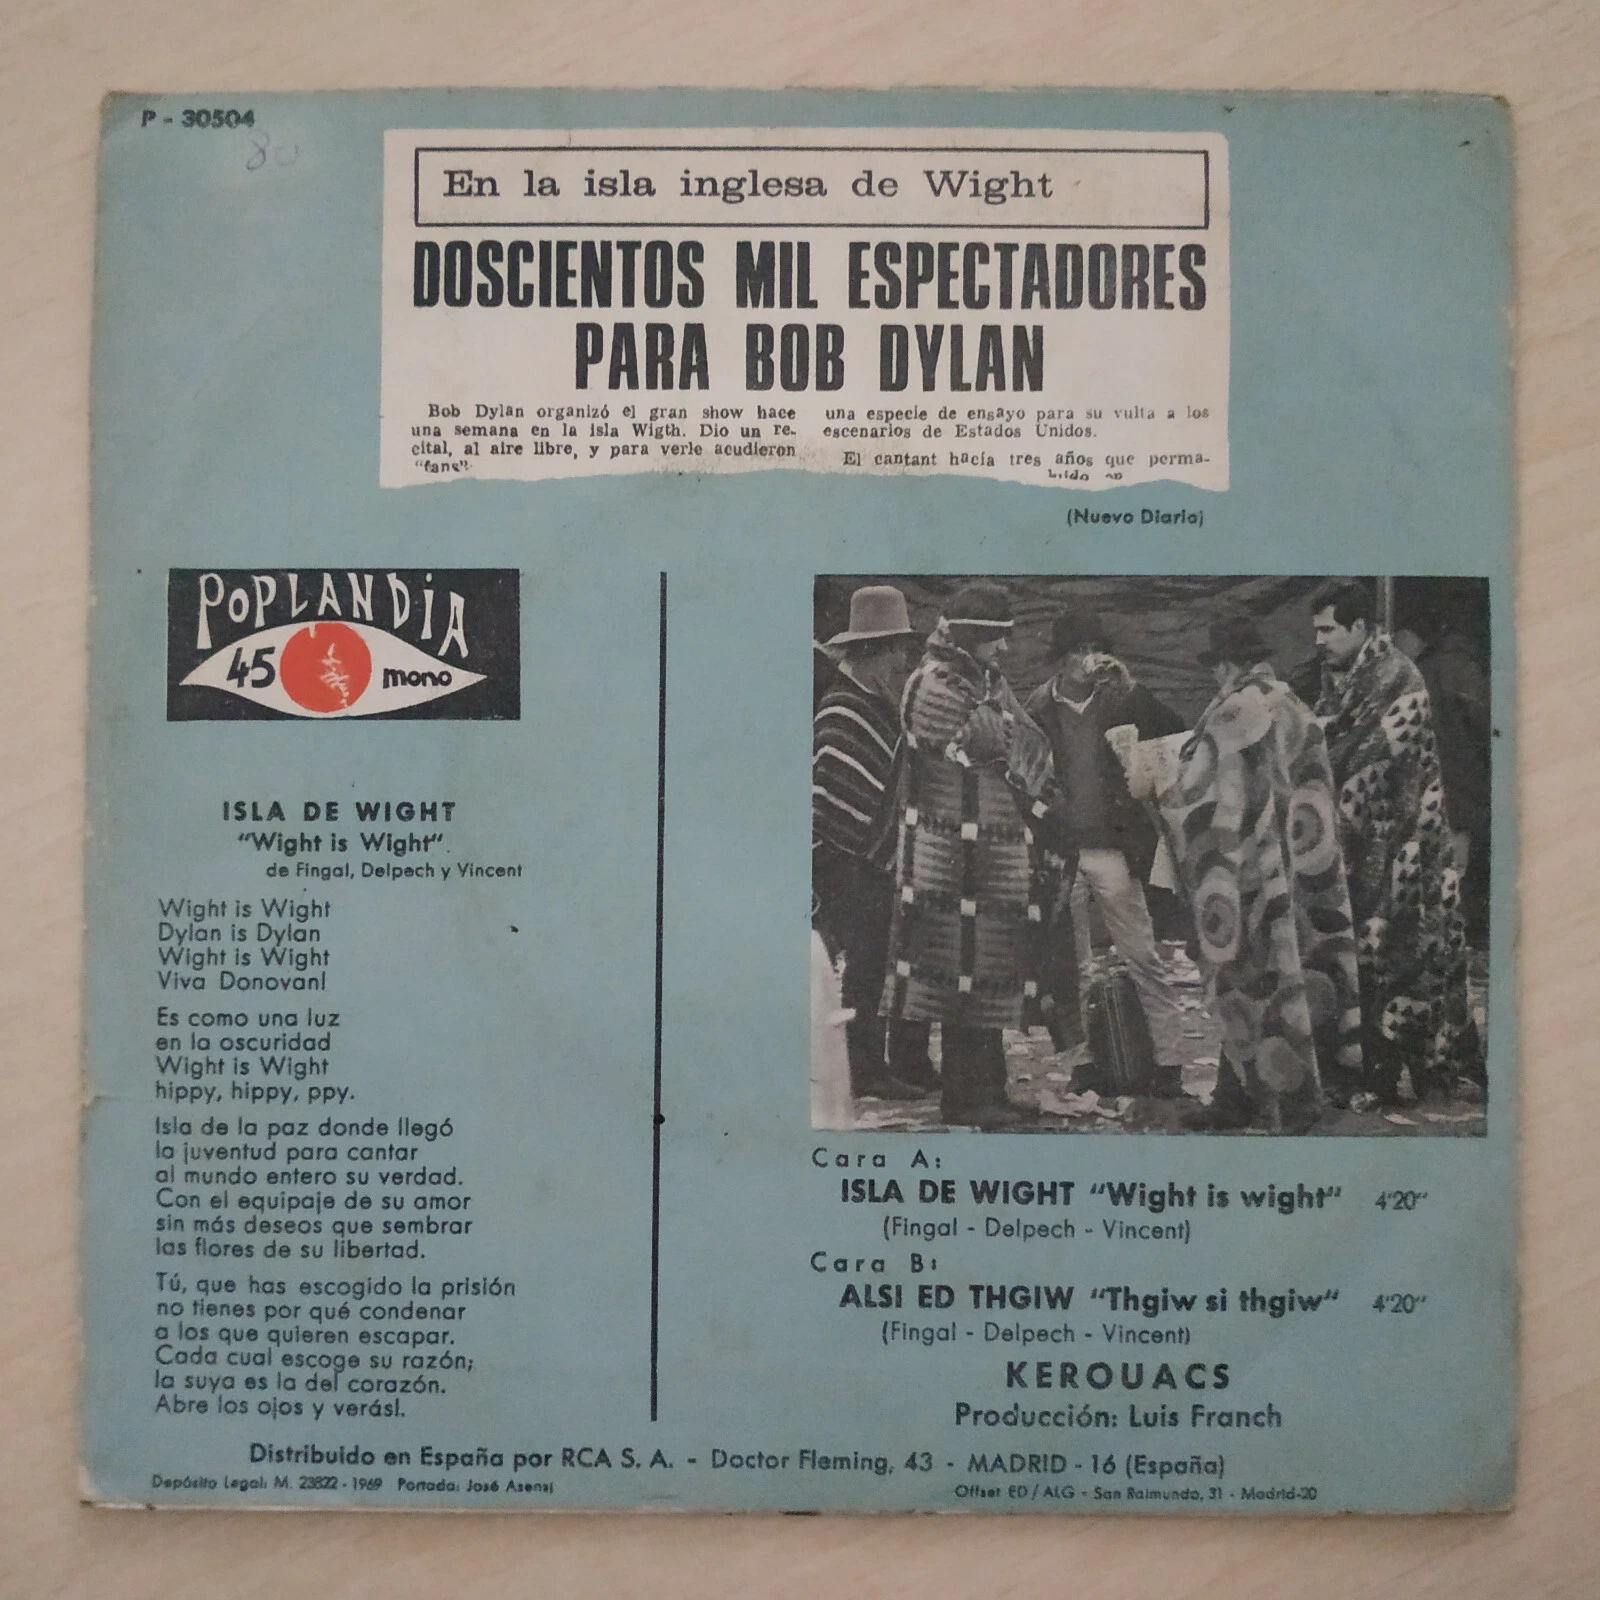 P - 30504
80
En la isla inglesa de Wight
DOSCIENTOS MIL ESPECTADORES
PARA BOB DYLAN
Bob Dylan organizó el gran show hace
una semana en la isla Wigth. Dio un re-
cital, al aire libre, y para verle acudieron
"fans"
una especie de ensayo para su vulta a los
escenarios de Estados Unidos.
El cantant hacía tres años que perma-
(Nuevo Diario)
POPLANDIA
45 mono
ISLA DE WIGHT
"Wight is Wight"
de Fingal, Delpech y Vincent
Wight is Wight
Dylan is Dylan
Wight is Wight
Viva Donovan!
Es como una luz
en la oscuridad
Wight is Wight
hippy, hippy, ppy.
Isla de la paz donde llegó
la juventud para cantar
al mundo entero su verdad.
Con el equipaje de su amor
sin más deseos que sembrar
las flores de su libertad.
Tú, que has escogido la prisión
no tienes por qué condenar
a los que quieren escapar.
Cada cual escoge su razón;
la suya es la del corazón.
Abre los ojos y verás!.
Cara A:
ISLA DE WIGHT "Wight is wight" 4'20"
(Fingal - Delpech - Vincent)
Cara B:
ALSI ED THGIW "Thgiw si thgiw" 4'20"
(Fingal - Delpech - Vincent)
KEROUACS
Producción: Luis Franch
Distribuido en España por RCA S. A. - Doctor Fleming, 43 - MADRID - 16 (España)
Depósito Legal: M. 23822 - 1969 Portada: José Asensi
Offset ED / ALG - San Raimundo, 31 - Madrid-20